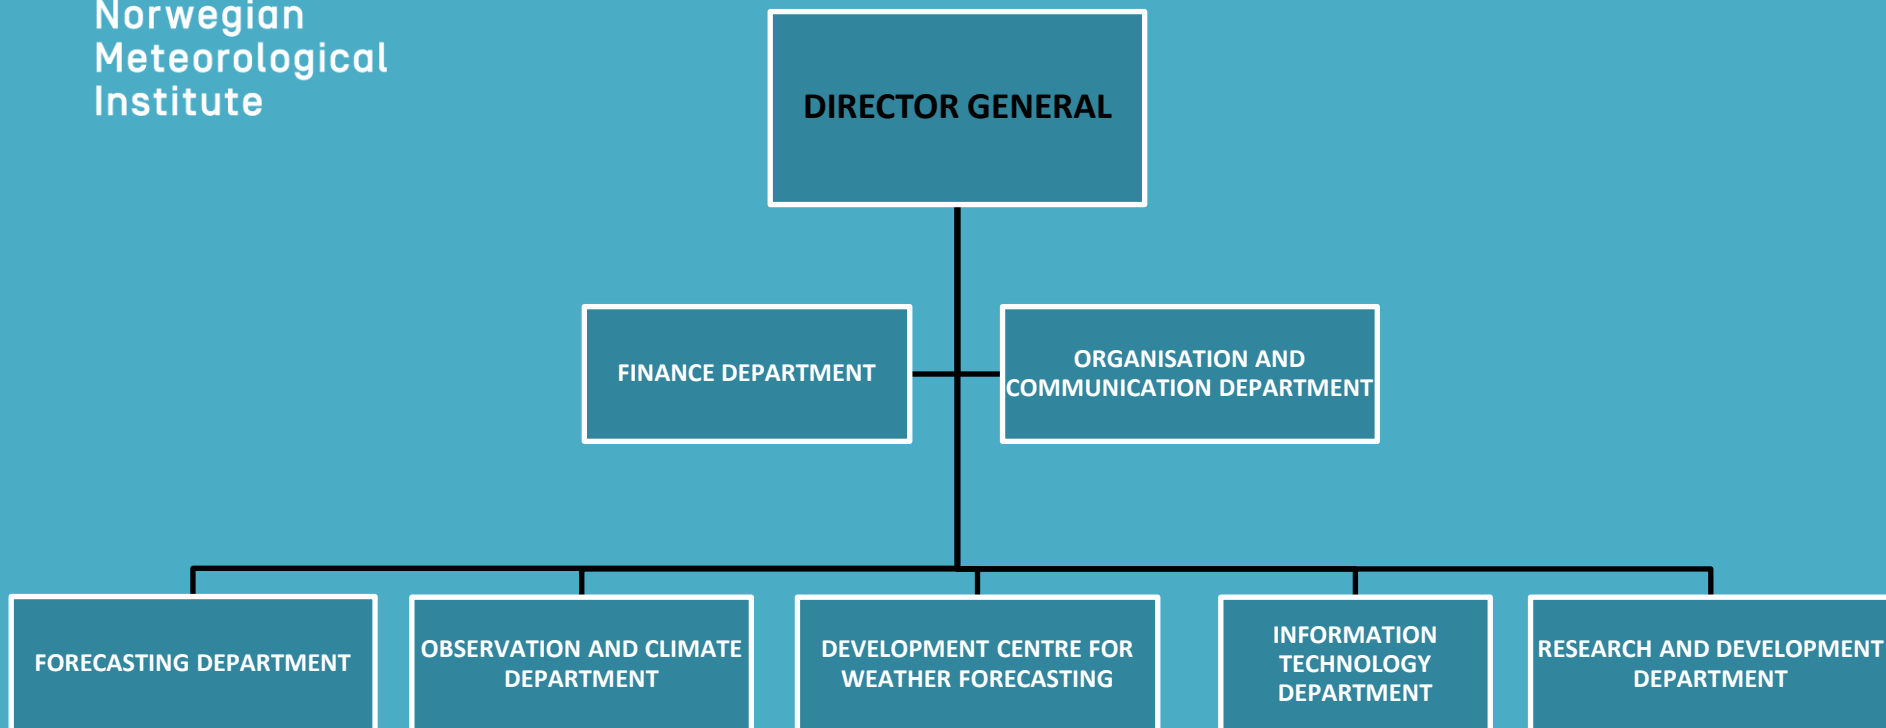 Norwegian
Meteorological
Institute
DIRECTOR GENERAL
FINANCE DEPARTMENT
ORGANISATION AND
COMMUNICATION DEPARTMENT
FORECASTING DEPARTMENT
OBSERVATION AND CLIMATE
DEPARTMENT
DEVELOPMENT CENTRE FOR
WEATHER FORECASTING
INFORMATION
TECHNOLOGY
DEPARTMENT
RESEARCH AND DEVELOPMENT
DEPARTMENT